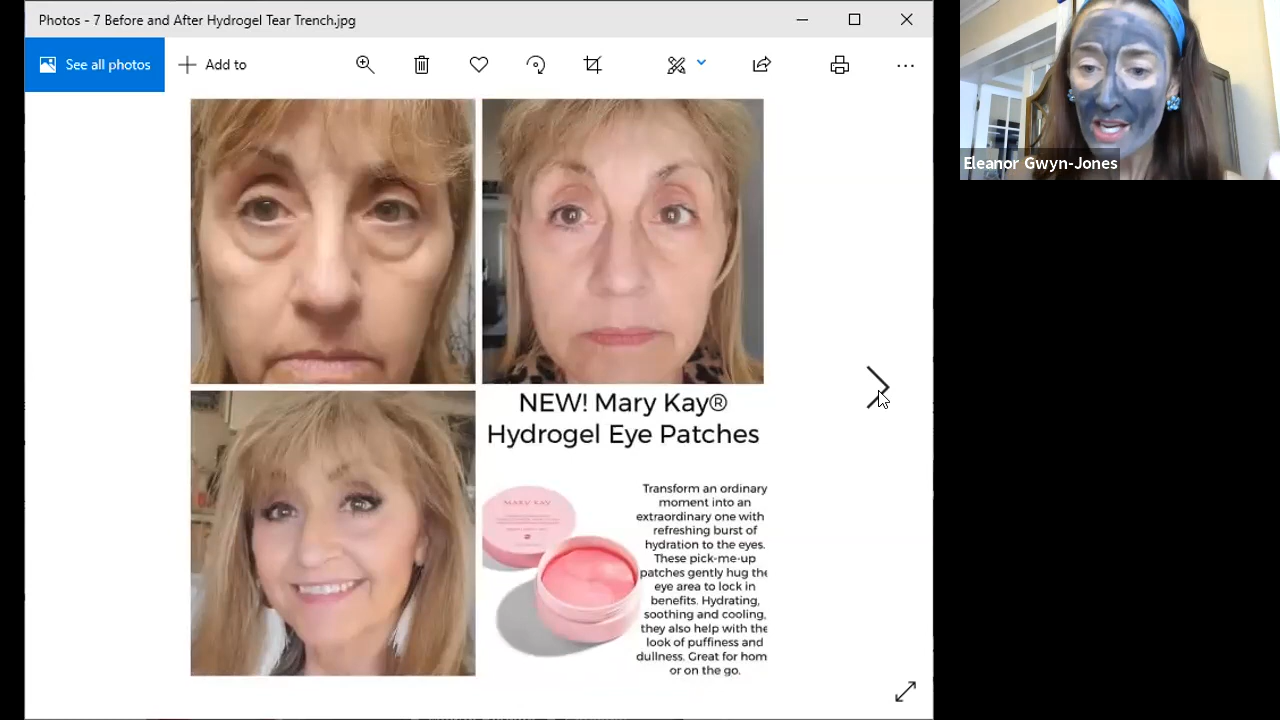 Photos - 7 Before and After Hydrogel Tear Trench.jpg
See all photos
Add to
Eleanor Gwyn-Jones
NEW! Mary Kay®
Hydrogel Eye Patches
MARY KAY
Transform an ordinary
moment into an
extraordinary one with
refreshing burst of
hydration to the eyes.
These pick-me-up
patches gently hug the
eye area to lock in
benefits. Hydrating,
soothing and cooling,
they also help with the
look of puffiness and
dullness. Great for hom
or on the go.